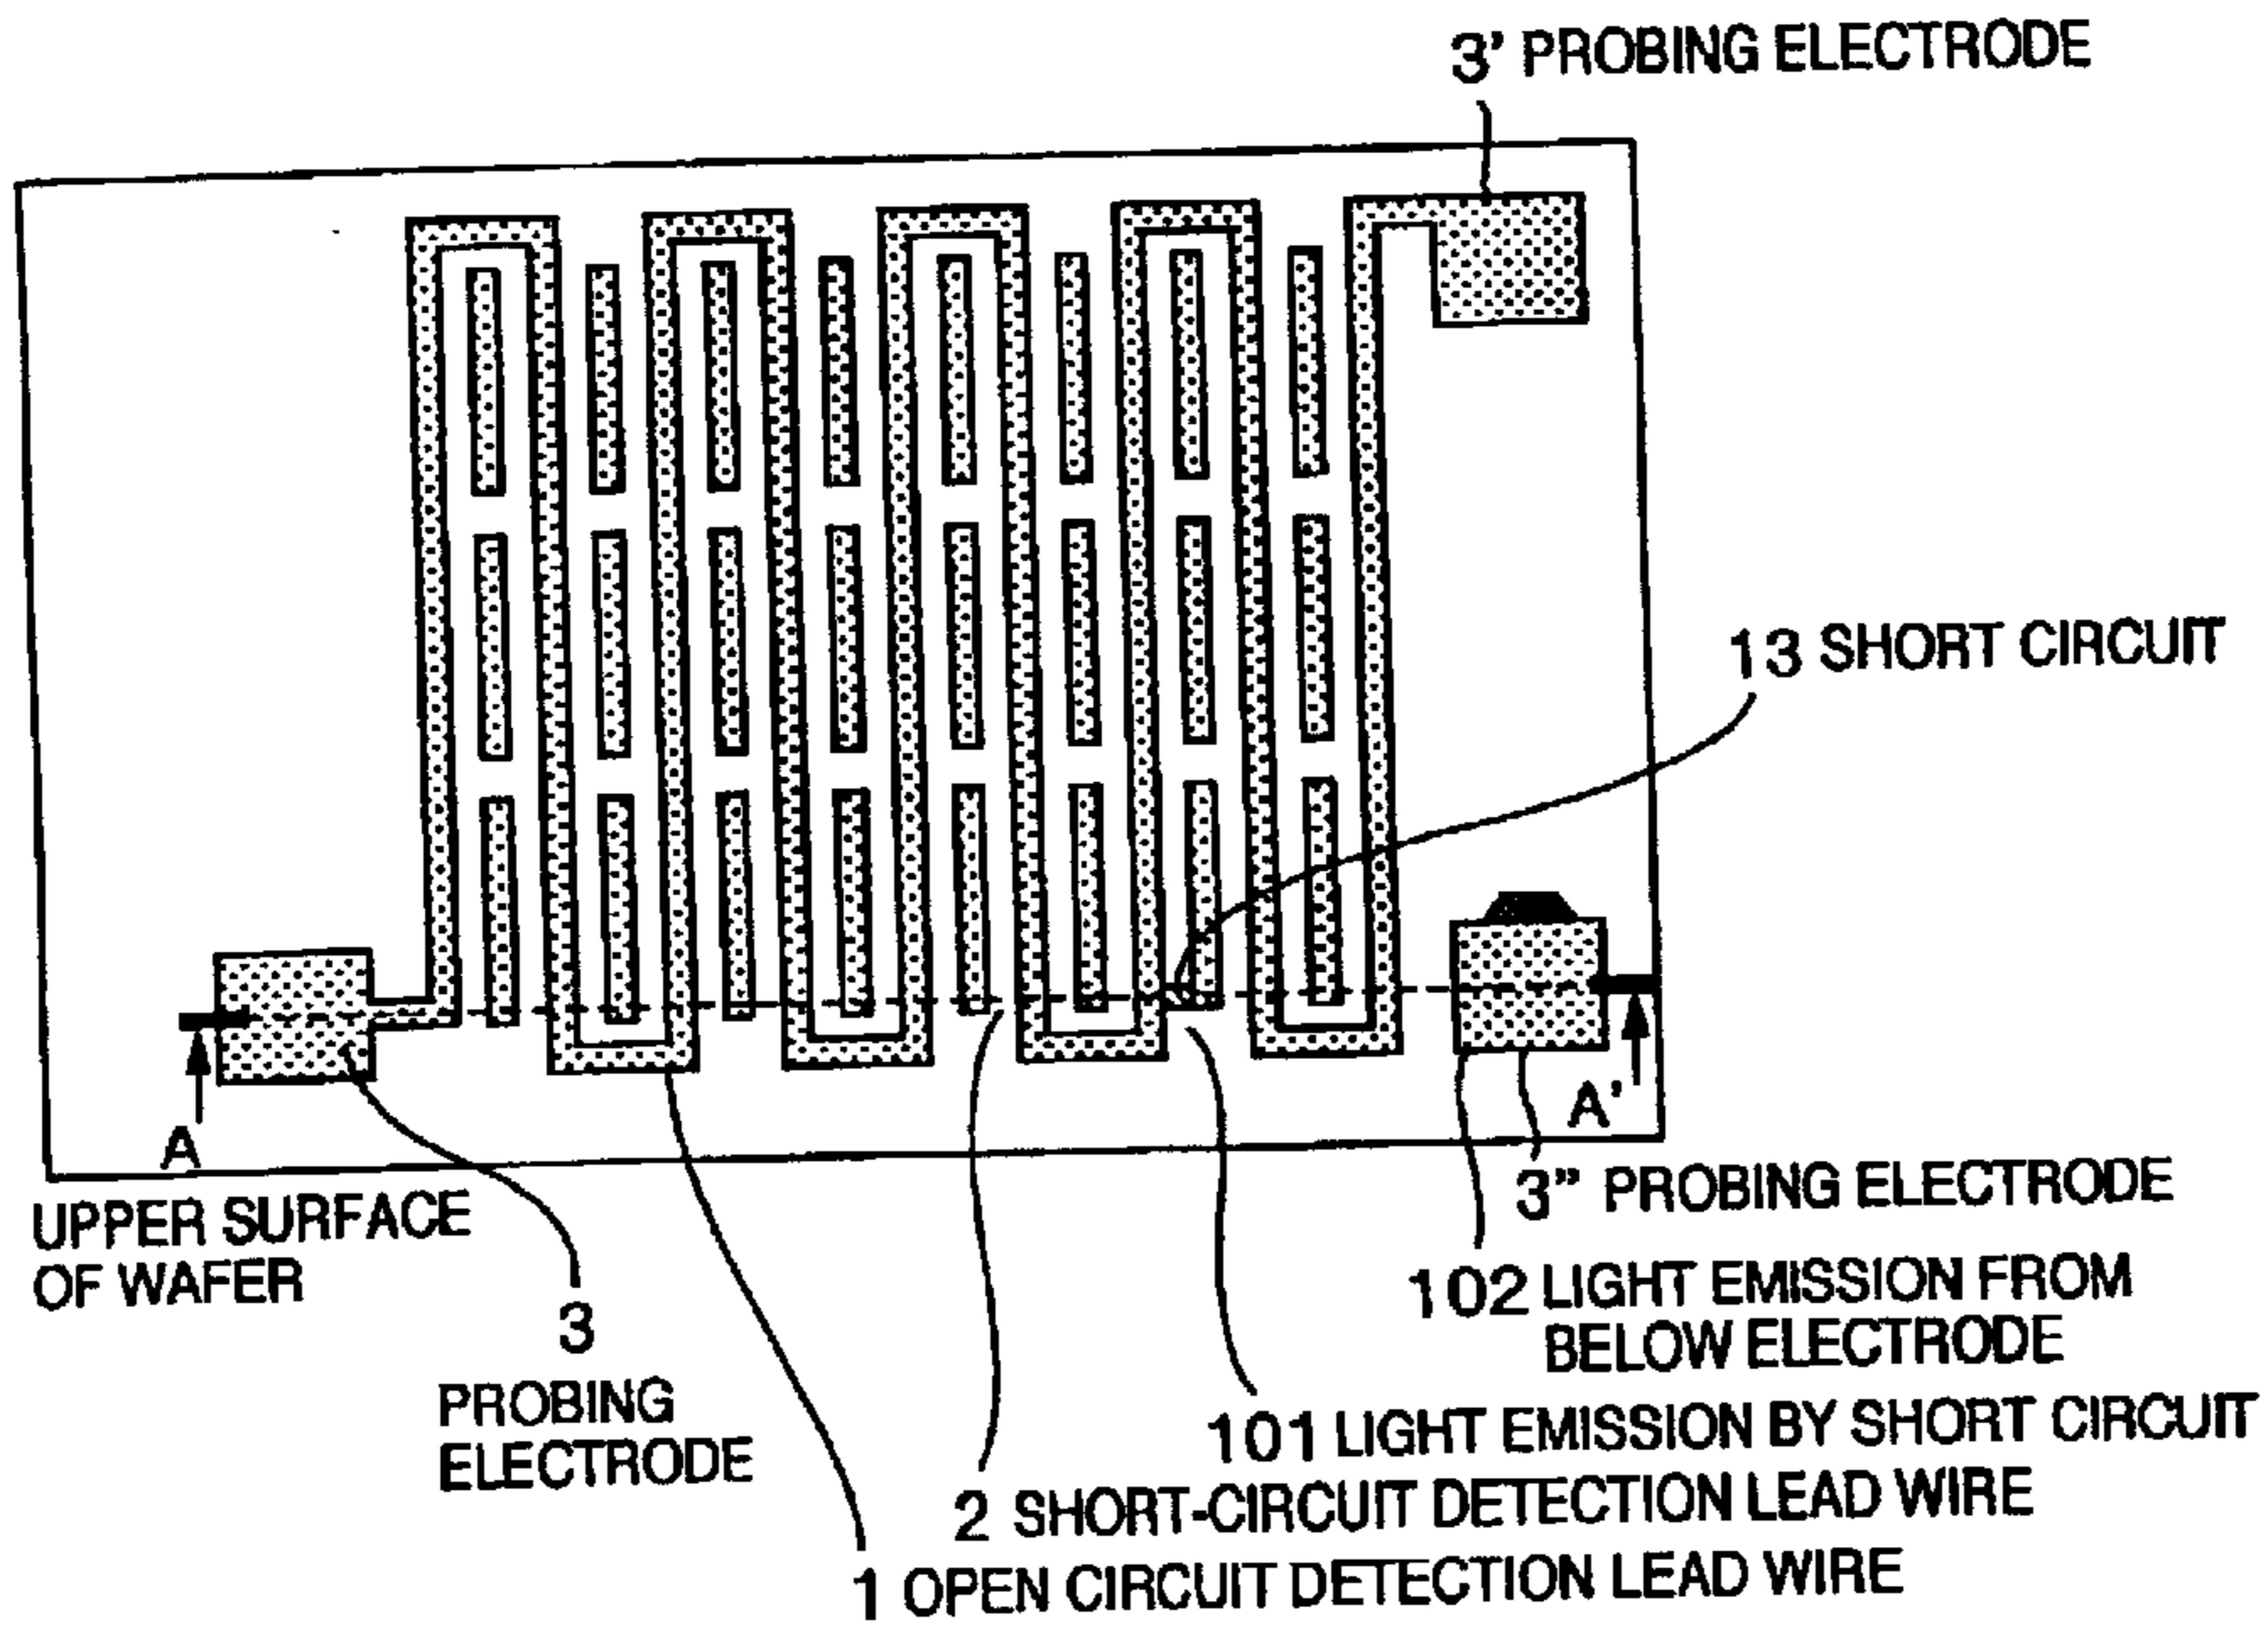 3’ PROBING ELECTRODE
13 SHORT CIRCUIT
A
A’
3” PROBING ELECTRODE
UPPER SURFACE
OF WAFER
102 LIGHT EMISSION FROM
BELOW ELECTRODE
3
PROBING
ELECTRODE
101 LIGHT EMISSION BY SHORT CIRCUIT
2 SHORT-CIRCUIT DETECTION LEAD WIRE
1 OPEN CIRCUIT DETECTION LEAD WIRE